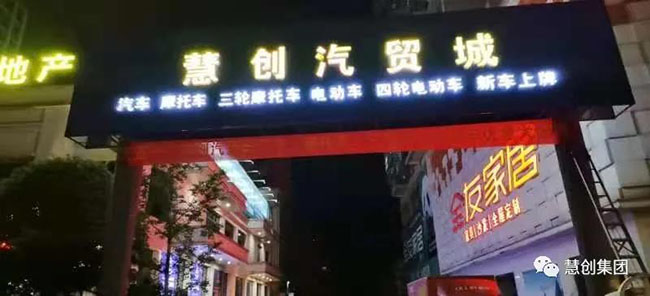 地产
慧创汽贸城
汽车 摩托车 三轮摩托车 电动车 四轮电动车 新车上牌
全友家居
慧创集团